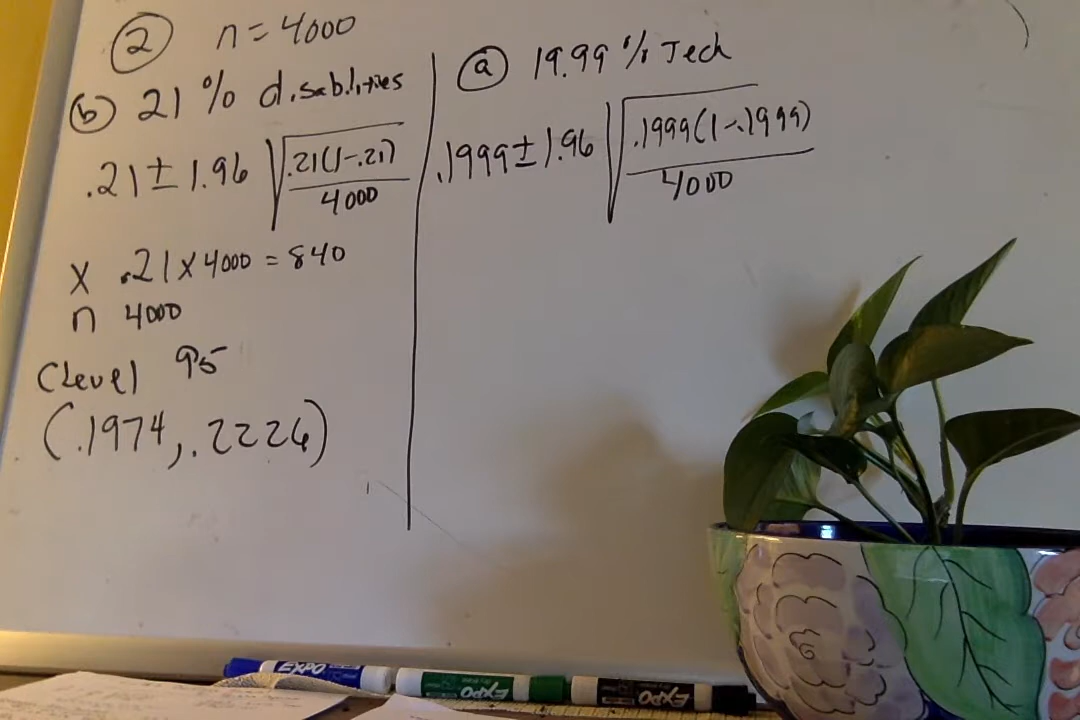 ② n = 4000
ⓑ 21 % disabilities
.21 ± 1.96 √ .21(1-.21)
4000
X .21 X 4000 = 840
n 4000
C Level 95
(.1974, .2226)
ⓐ 19.99 % Tech
.1999 ± 1.96 √ .1999(1-.1999)
4000
EXPO
EXPO
EXPO